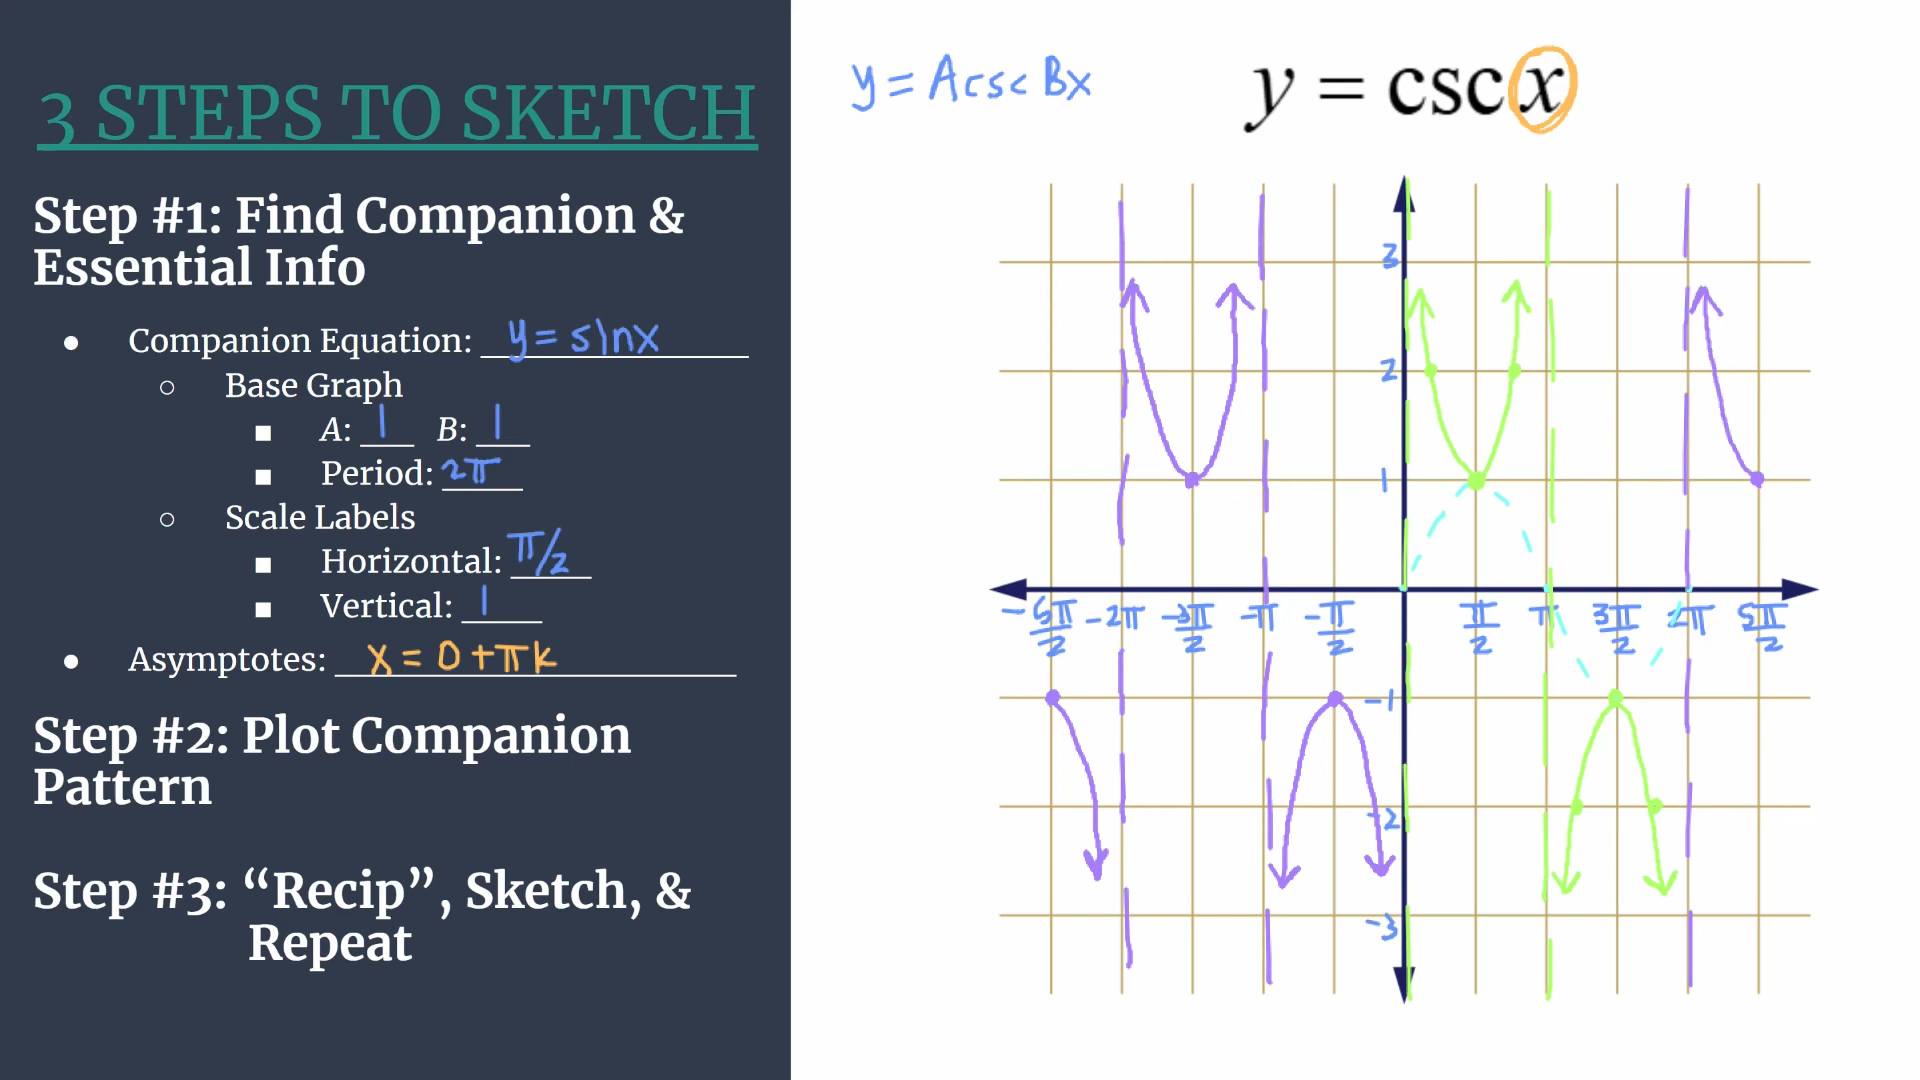 3 STEPS TO SKETCH
Step #1: Find Companion &
Essential Info
● Companion Equation: y = sinx
○ Base Graph
■ A: 1 B: 1
■ Period: 2π
○ Scale Labels
■ Horizontal: π/2
■ Vertical: 1
● Asymptotes: x = 0 + πk
Step #2: Plot Companion
Pattern
Step #3: “Recip”, Sketch, &
Repeat
y = A csc Bx
y = csc x
3
2
1
-5π/2 -2π -3π/2 -π -π/2 π/2 π 3π/2 2π 5π/2
-1
-2
-3